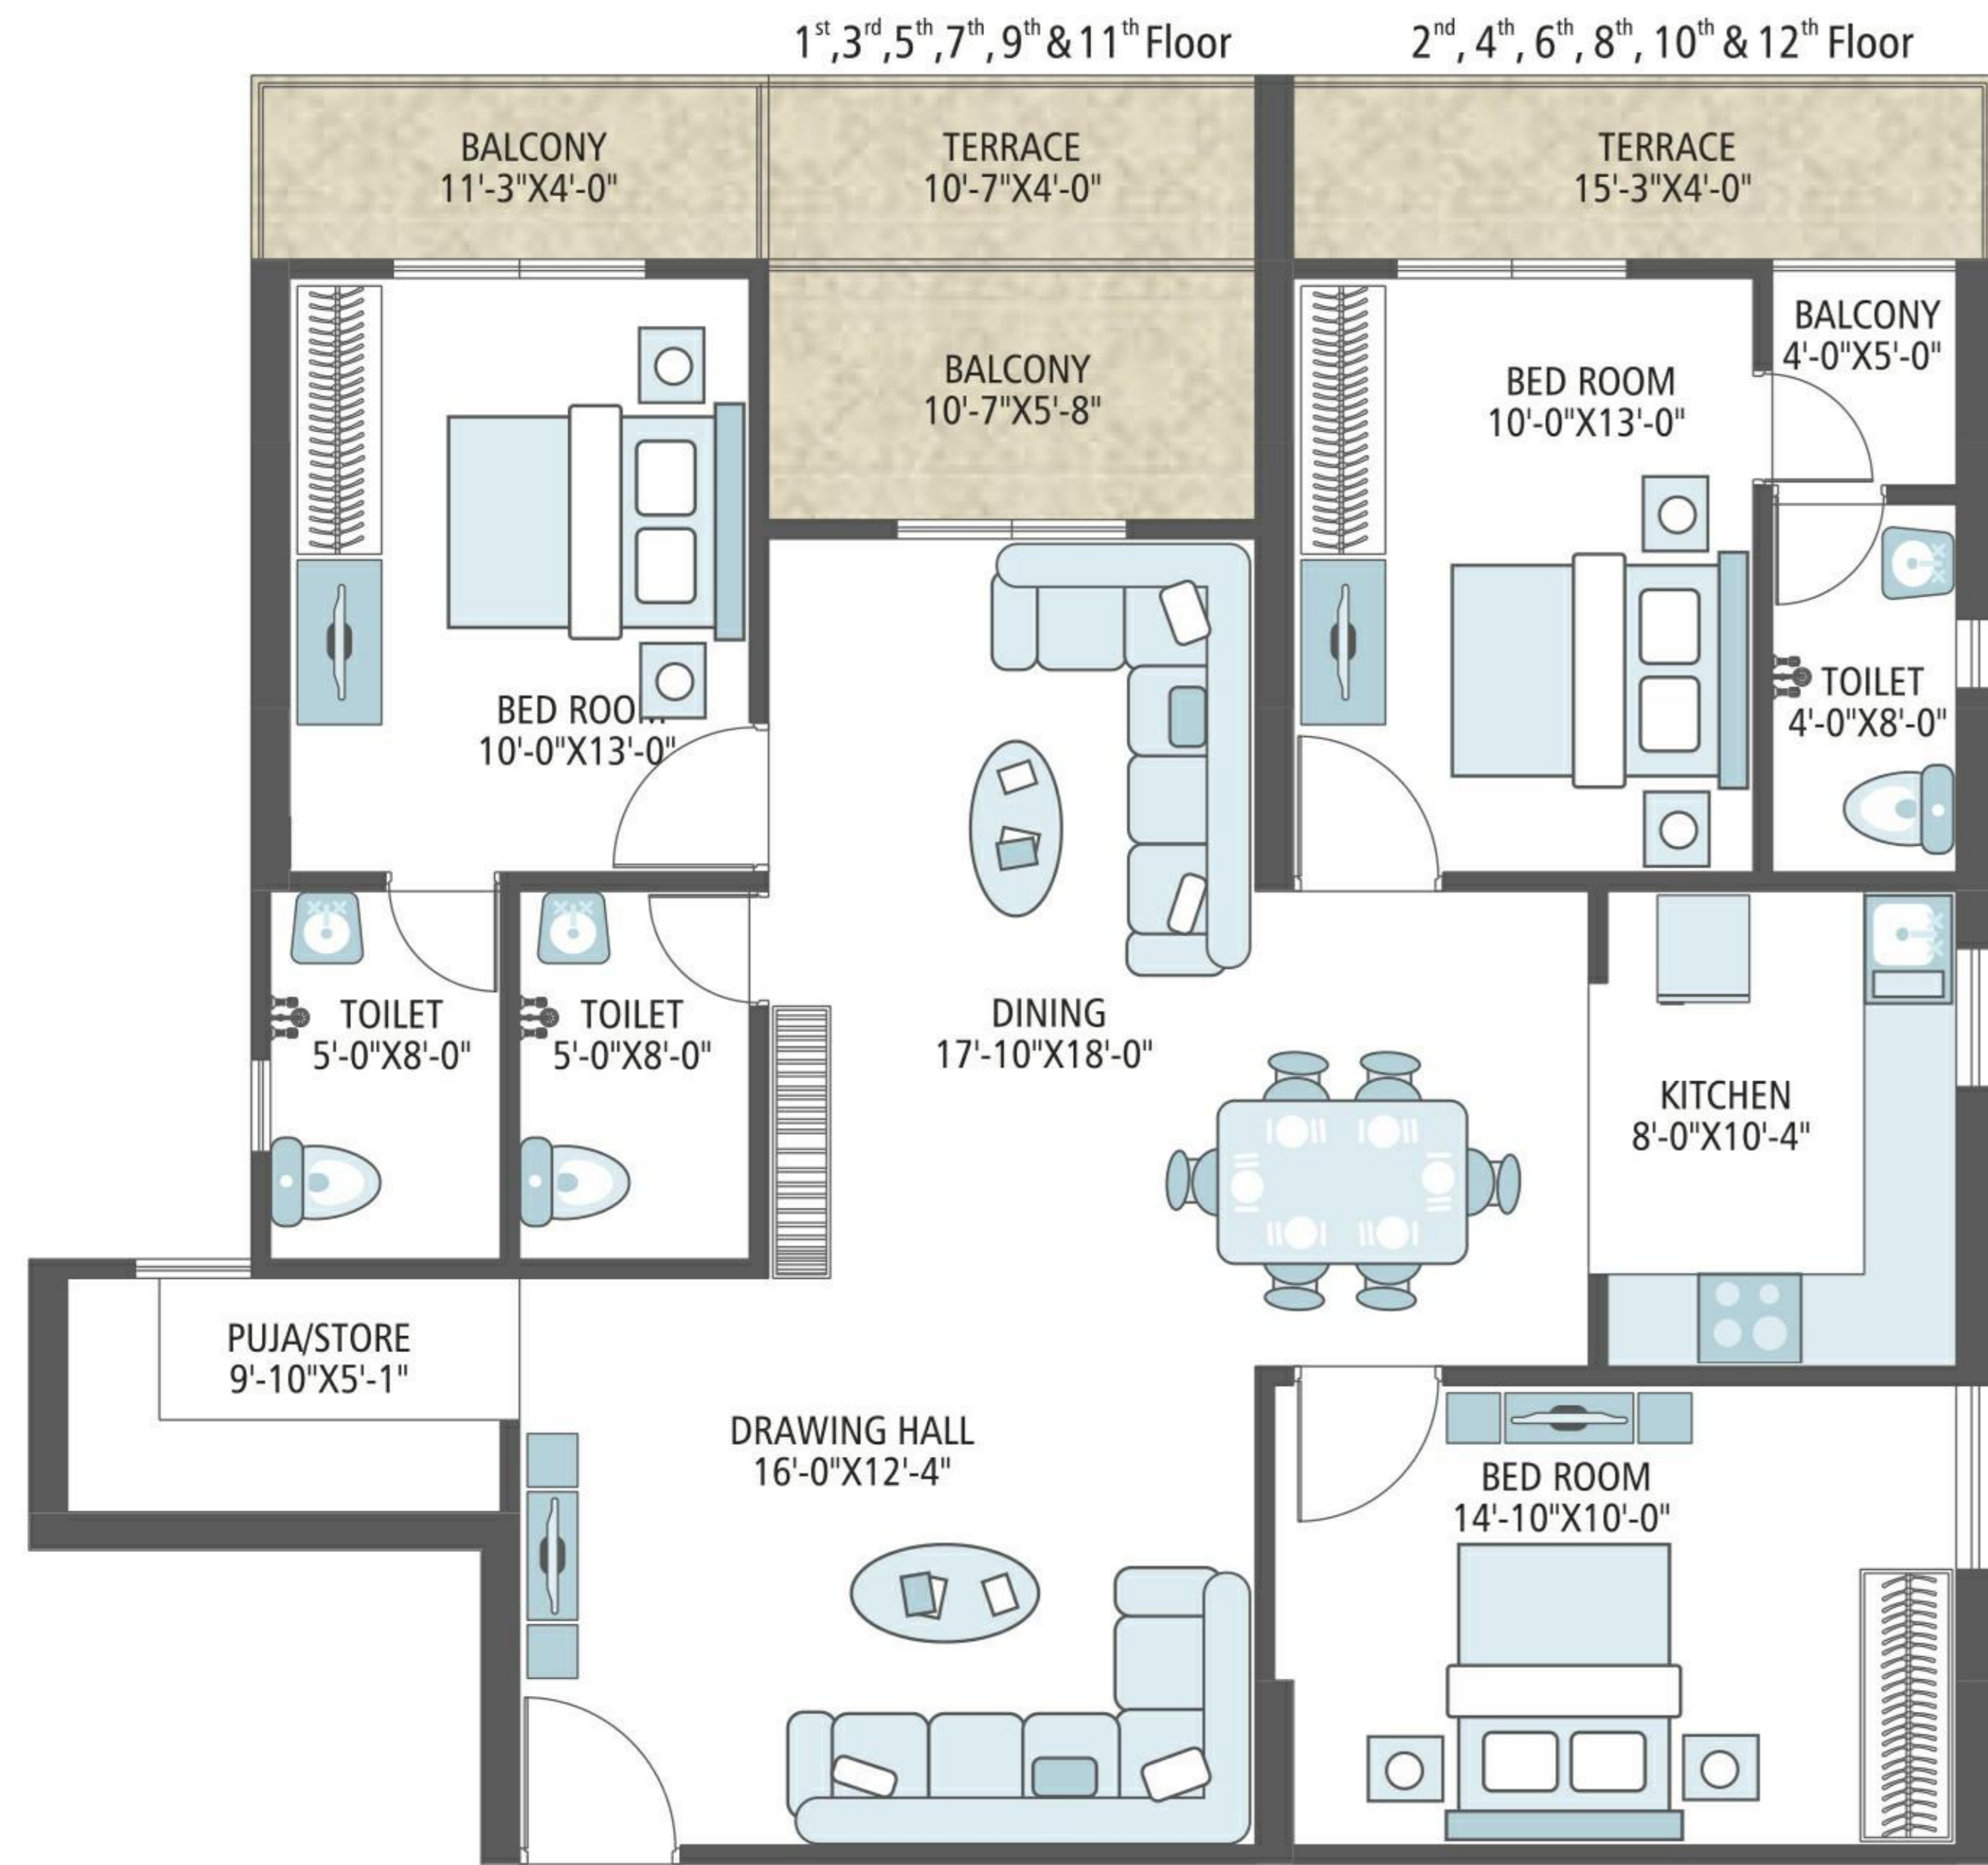 1st,3rd,5th,7th,9th & 11th Floor
2nd, 4th, 6th, 8th, 10th & 12th Floor
BALCONY
11'-3"X4'-0"
TERRACE
10'-7"X4'-0"
TERRACE
15'-3"X4'-0"
BALCONY
10'-7"X5'-8"
BED ROOM
10'-0"X13'-0"
BALCONY
4'-0"X5'-0"
BED ROOM
10'-0"X13'-0"
TOILET
4'-0"X8'-0"
TOILET
5'-0"X8'-0"
TOILET
5'-0"X8'-0"
DINING
17'-10"X18'-0"
KITCHEN
8'-0"X10'-4"
PUJA/STORE
9'-10"X5'-1"
DRAWING HALL
16'-0"X12'-4"
BED ROOM
14'-10"X10'-0"